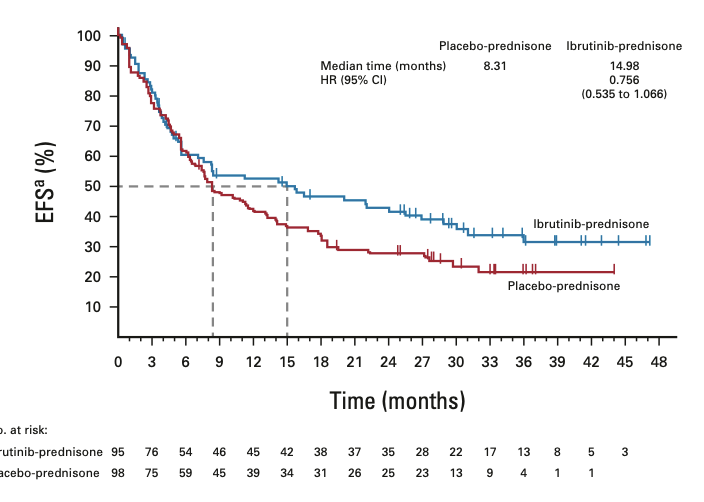 Placebo-prednisone Ibrutinib-prednisone
Median time (months) 8.31 14.98
HR (95% CI) 0.756
(0.535 to 1.066)
EFSa (%)
100
90
80
70
60
50
40
30
20
10
Ibrutinib-prednisone
Placebo-prednisone
0 3 6 9 12 15 18 21 24 27 30 33 36 39 42 45 48
Time (months)
o. at risk:
rutinib-prednisone 95 76 54 46 45 42 38 37 35 28 22 17 13 8 5 3
acebo-prednisone 98 75 59 45 39 34 31 26 25 23 13 9 4 1 1